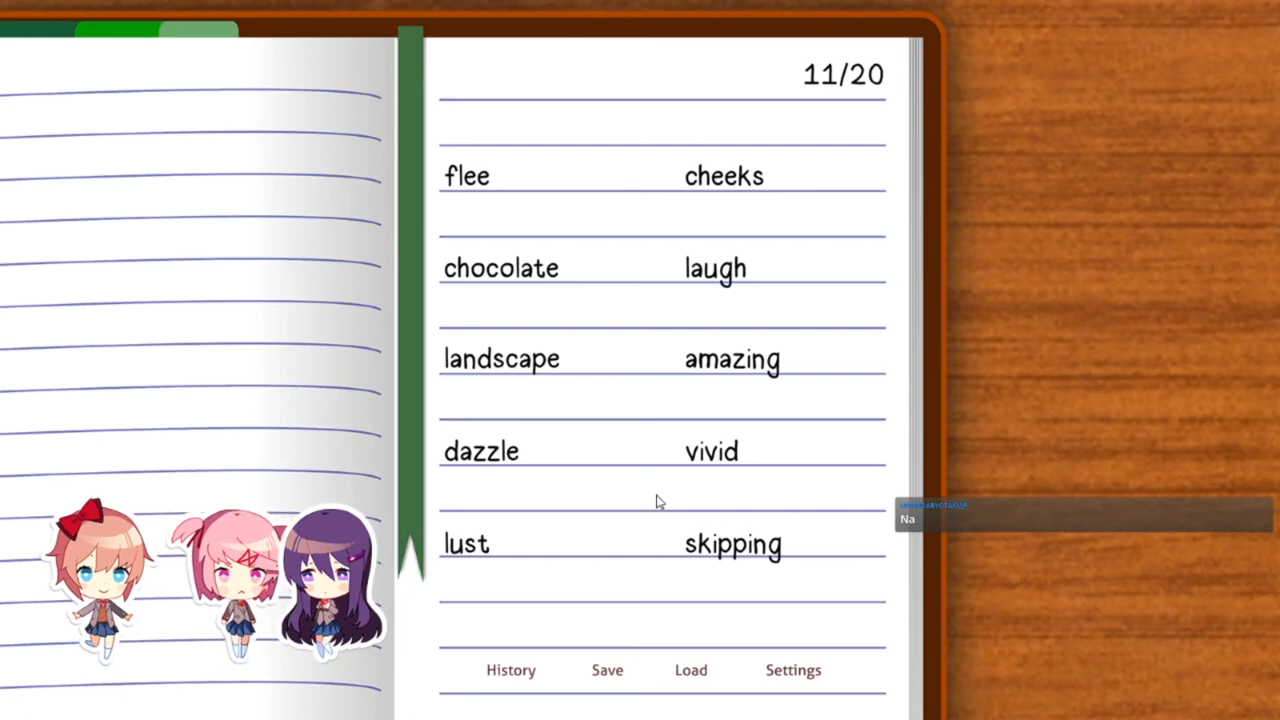 11/20
flee cheeks
chocolate laugh
landscape amazing
dazzle vivid
lust skipping
Na
History Save Load Settings